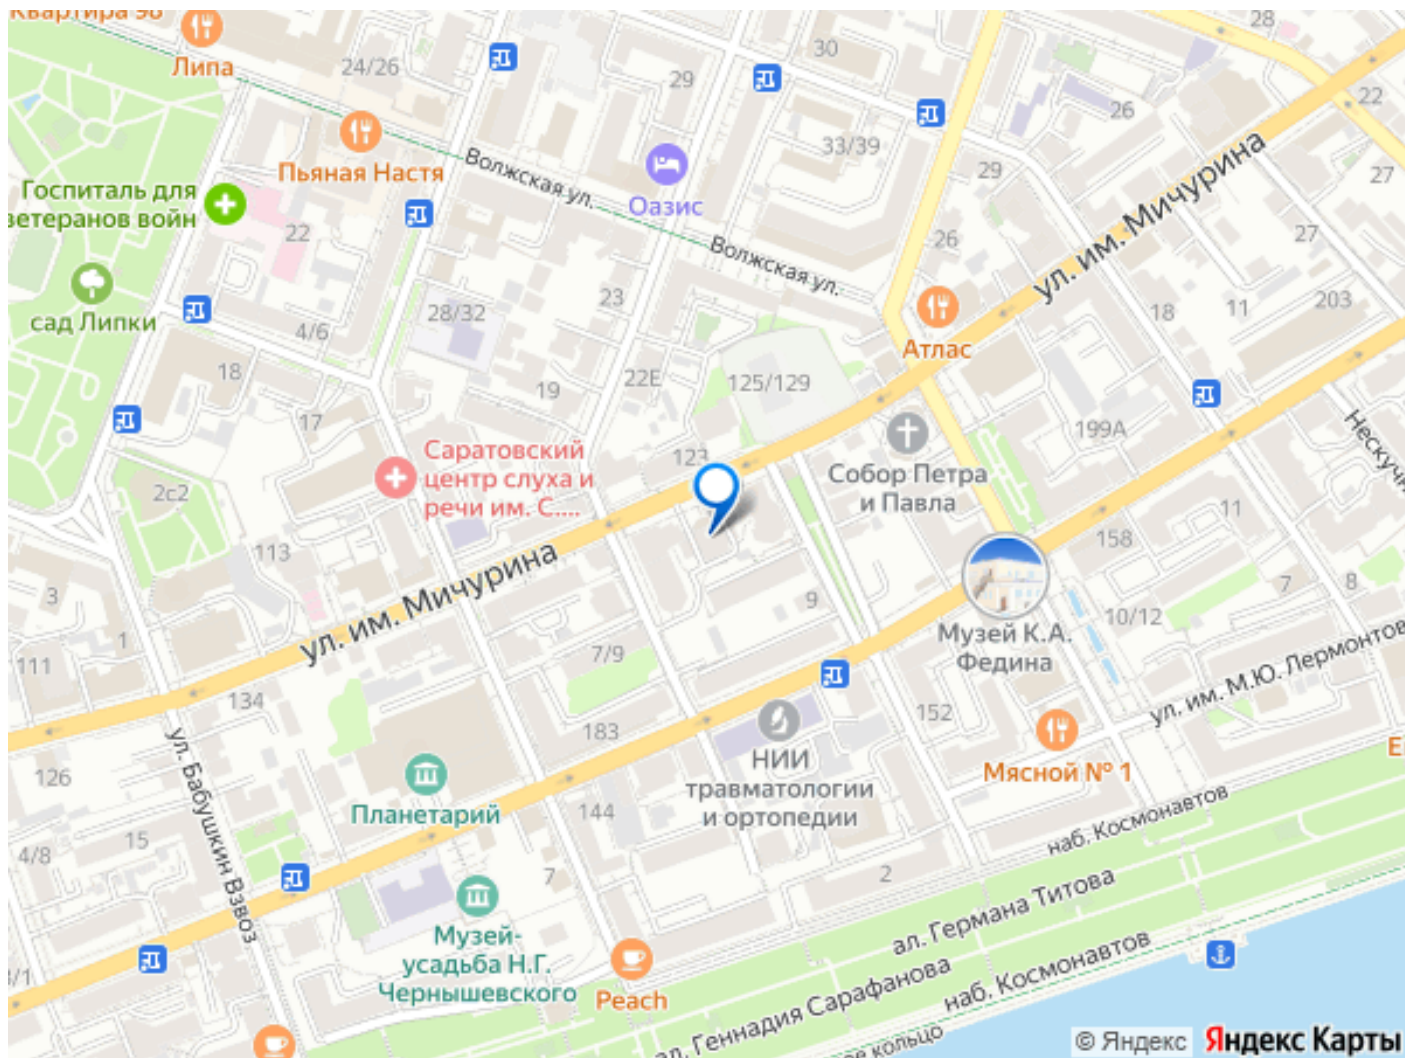 Квартира 98
Липа
24/26
Пьяная Настя
Госпиталь для
ветеранов войн
22
сад Липки
4/6
18
17
2с2
Волжская ул.
29
30
28
Оазис
33/39
26
22
29
27
ул. им. Мичурина
Волжская ул.
26
27
23
28/32
18
11
203
Атлас
19
22Е
125/129
Саратовский
центр слуха и
речи им. С....
123
Собор Петра
и Павла
199А
113
3
1
111
ул. им. Мичурина
9
11
158
7
8
10/12
Музей К.А.
Федина
7/9
134
183
152
ул. им. М.Ю. Лермонтов
ул. Бабушкин Взвоз
126
Планетарий
НИИ
травматологии
и ортопедии
Мясной № 1
144
15
4/8
7
2
наб. Космонавтов
ал. Германа Титова
Музей-
усадьба Н.Г.
Чернышевского
Peach
ал. Геннадия Сарафанова
наб. Космонавтов
кольцо
© Яндекс
Яндекс Карты